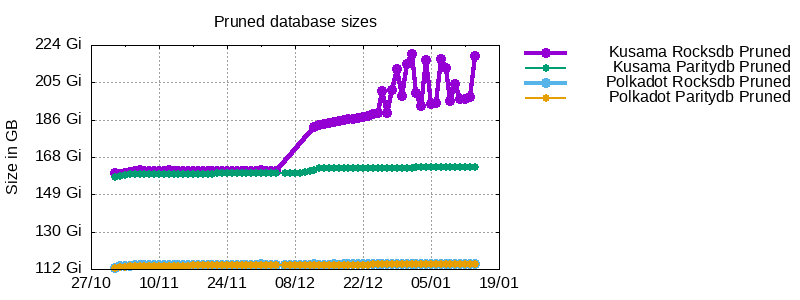 Pruned database sizes
224 Gi
205 Gi
186 Gi
168 Gi
149 Gi
130 Gi
112 Gi
Size in GB
27/10 10/11 24/11 08/12 22/12 05/01 19/01
Kusama Rocksdb Pruned
Kusama Paritydb Pruned
Polkadot Rocksdb Pruned
Polkadot Paritydb Pruned